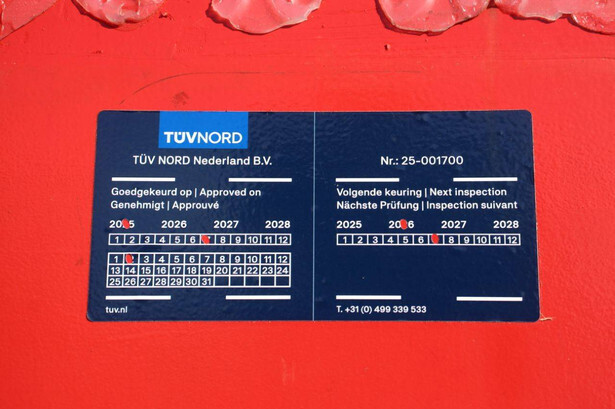 TÜVNORD
TÜV NORD Nederland B.V.
Goedgekeurd op | Approved on
Genehmigt | Approuvé
2025 2026 2027 2028
1 2 3 4 5 6 8 9 10 11 12
1 3 4 5 6 7 8 9 10 11 12
13 14 15 16 17 18 19 20 21 22 23 24
25 26 27 28 29 30 31
tuv.nl
Nr.: 25-001700
Volgende keuring | Next inspection
Nächste Prüfung | Inspection suivant
2025 2026 2027 2028
1 2 3 4 5 6 8 9 10 11 12
T. +31 (0) 499 339 533